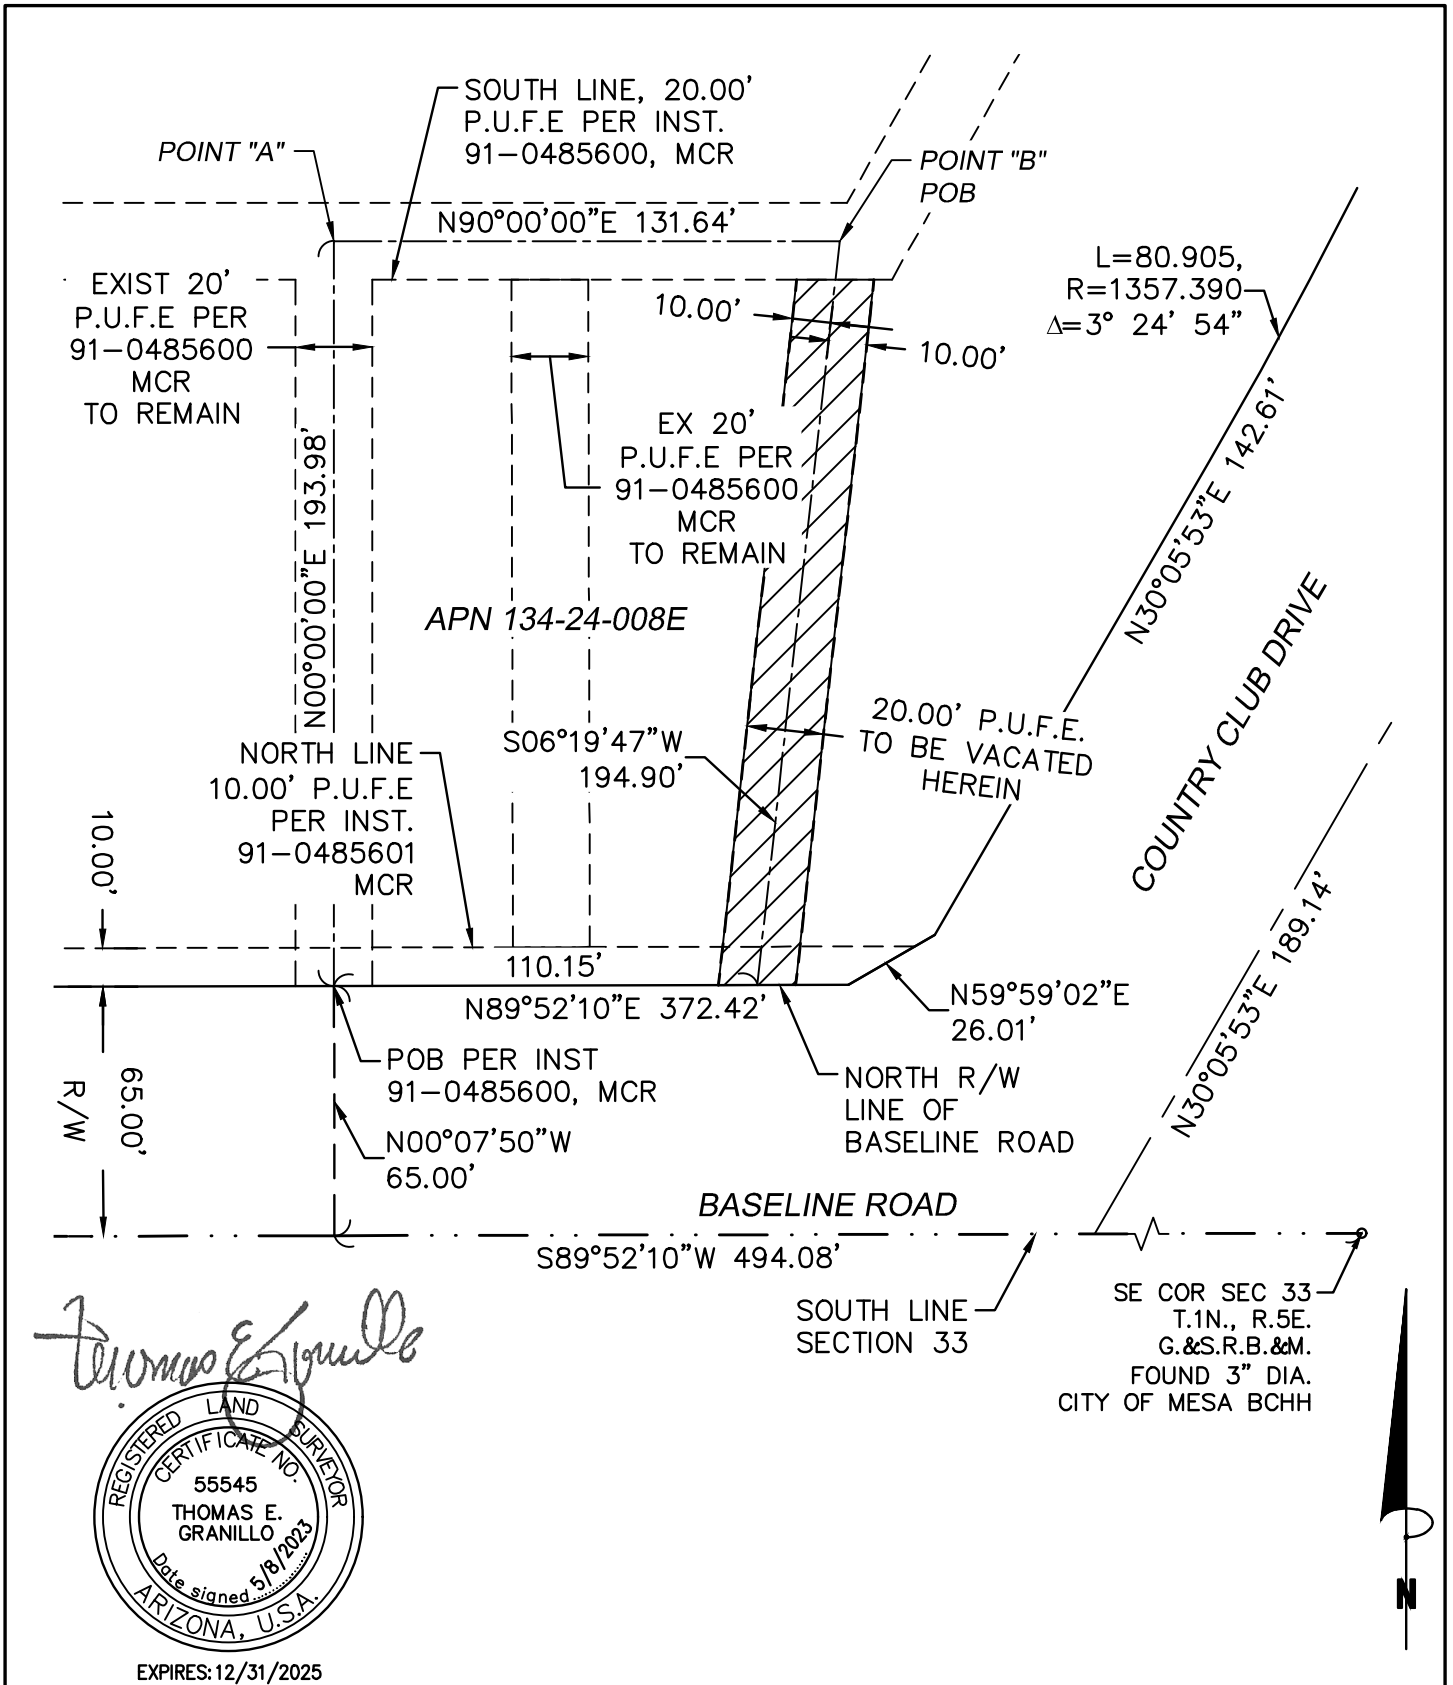 SOUTH LINE, 20.00'
P.U.F.E PER INST.
91-0485600, MCR
POINT "A"
POINT "B"
POB
N90°00'00"E 131.64'
L=80.905,
R=1357.390
Δ=3° 24' 54"
EXIST 20'
P.U.F.E PER
91-0485600
MCR
TO REMAIN
10.00'
10.00'
EX 20'
P.U.F.E PER
91-0485600
MCR
TO REMAIN
N00°00'00"E 193.98'
N30°05'53"E 142.61'
APN 134-24-008E
COUNTRY CLUB DRIVE
20.00' P.U.F.E.
TO BE VACATED
HEREIN
S06°19'47"W
194.90'
NORTH LINE
10.00' P.U.F.E
PER INST.
91-0485601
MCR
10.00'
N30°05'53"E 189.14'
110.15'
N89°52'10"E 372.42'
N59°59'02"E
26.01'
POB PER INST
91-0485600, MCR
NORTH R/W
LINE OF
BASELINE ROAD
65.00'
R/W
N00°07'50"W
65.00'
BASELINE ROAD
S89°52'10"W 494.08'
SOUTH LINE
SECTION 33
SE COR SEC 33
T.1N., R.5E.
G.&S.R.B.&M.
FOUND 3" DIA.
CITY OF MESA BCHH
Thomas E Granillo
REGISTERED LAND SURVEYOR
CERTIFICATE NO.
55545
THOMAS E.
GRANILLO
Date signed 5/8/2023
ARIZONA, U.S.A.
EXPIRES: 12/31/2025
N